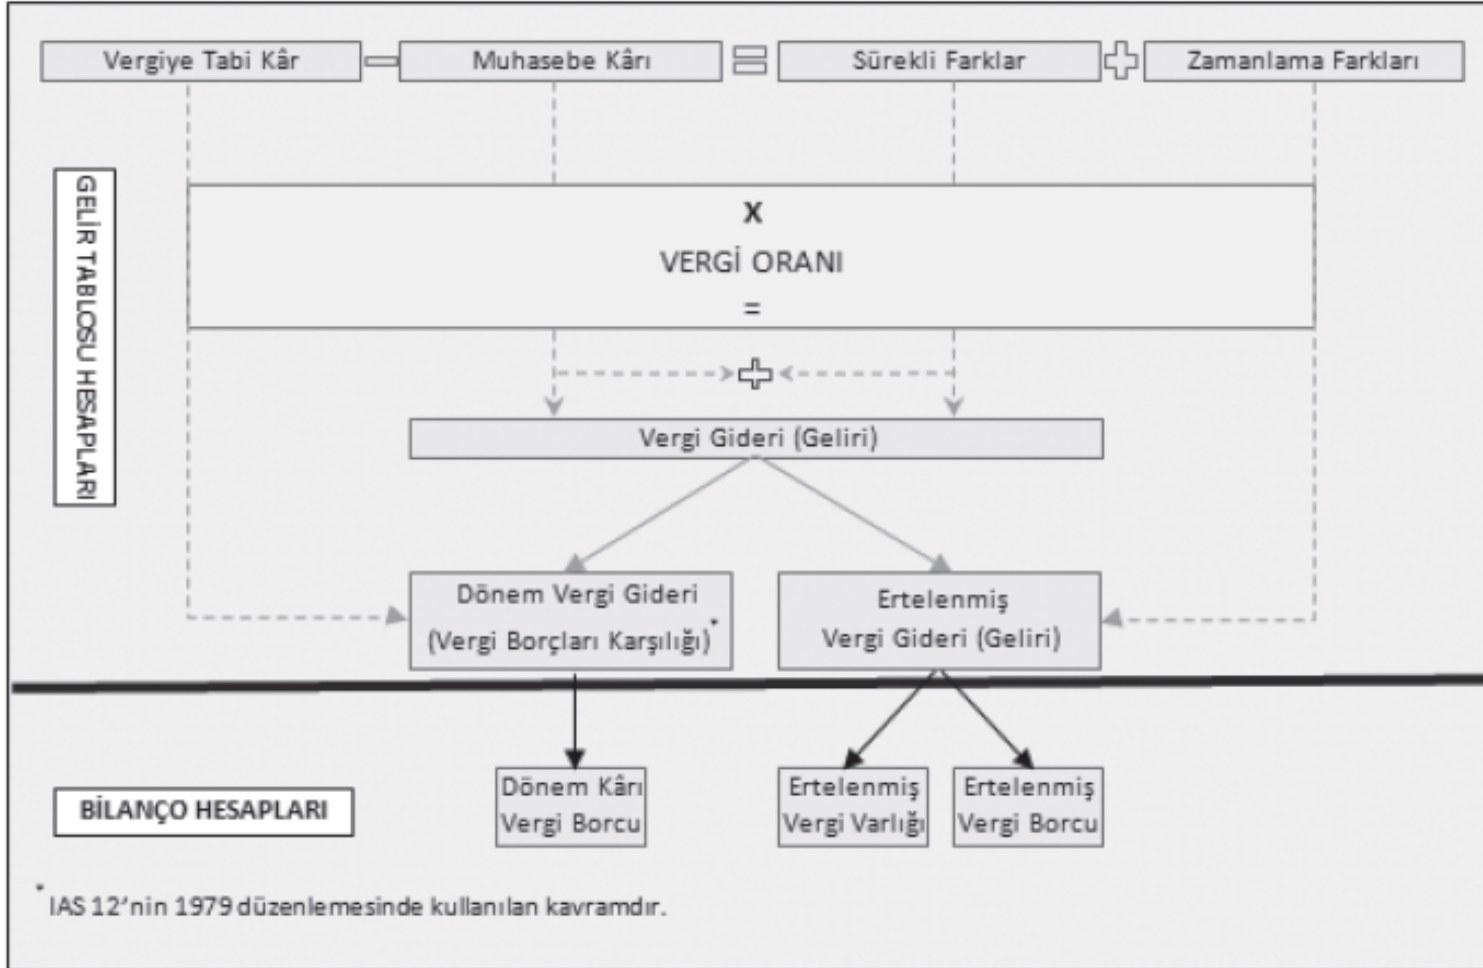 Vergiye Tabi Kâr
Muhasebe Kârı
Sürekli Farklar
Zamanlama Farkları
GELİR TABLOSU HESAPLARI
X
VERGİ ORANI
=
Vergi Gideri (Geliri)
Dönem Vergi Gideri
(Vergi Borçları Karşılığı)*
Ertelenmiş
Vergi Gideri (Geliri)
BİLANÇO HESAPLARI
Dönem Kârı
Vergi Borcu
Ertelenmiş
Vergi Varlığı
Ertelenmiş
Vergi Borcu
* IAS 12’nin 1979 düzenlemesinde kullanılan kavramdır.